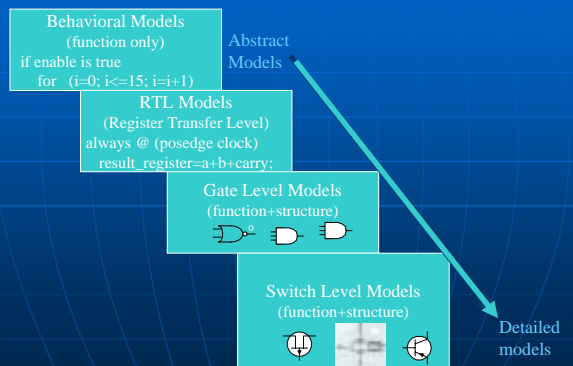 Behavioral Models
(function only)
if enable is true
for (i=0; i<=15; i=i+1)
Abstract
Models
RTL Models
(Register Transfer Level)
always @ (posedge clock)
result_register=a+b+carry;
Gate Level Models
(function+structure)
o
Switch Level Models
(function+structure)
Detailed
models